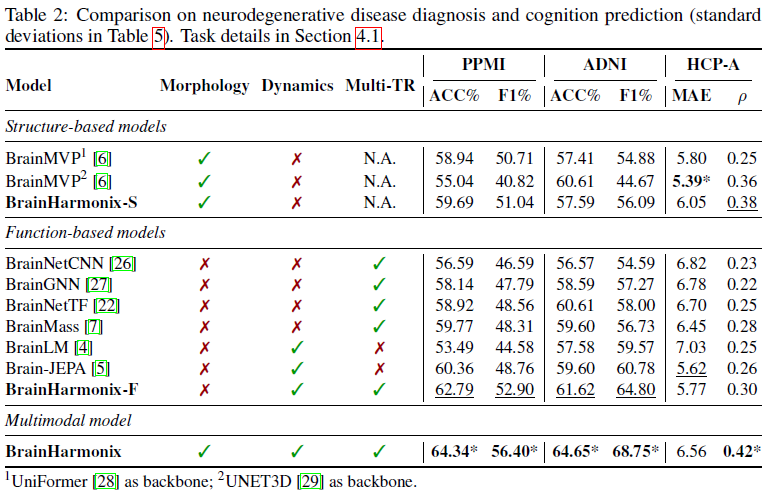 Table 2: Comparison on neurodegenerative disease diagnosis and cognition prediction (standard
deviations in Table 5). Task details in Section 4.1.
PPMI ADNI HCP-A
Model Morphology Dynamics Multi-TR ACC% F1% ACC% F1% MAE ρ
Structure-based models
BrainMVP¹ [6] ✓ ✗ N.A. 58.94 50.71 57.41 54.88 5.80 0.25
BrainMVP² [6] ✓ ✗ N.A. 55.04 40.82 60.61 44.67 5.39* 0.36
BrainHarmonix-S ✓ ✗ N.A. 59.69 51.04 57.59 56.09 6.05 0.38
Function-based models
BrainNetCNN [26] ✗ ✗ ✓ 56.59 46.59 56.57 54.59 6.82 0.23
BrainGNN [27] ✗ ✗ ✓ 58.14 47.79 58.59 57.27 6.78 0.22
BrainNetTF [22] ✗ ✗ ✓ 58.92 48.56 60.61 58.00 6.70 0.25
BrainMass [7] ✗ ✗ ✓ 59.77 48.31 59.60 56.73 6.45 0.28
BrainLM [4] ✗ ✓ ✗ 53.49 44.58 57.58 59.57 7.03 0.25
Brain-JEPA [5] ✗ ✓ ✗ 60.36 48.76 59.60 60.78 5.62 0.26
BrainHarmonix-F ✗ ✓ ✓ 62.79 52.90 61.62 64.80 5.77 0.30
Multimodal model
BrainHarmonix ✓ ✓ ✓ 64.34* 56.40* 64.65* 68.75* 6.56 0.42*
¹UniFormer [28] as backbone; ²UNET3D [29] as backbone.